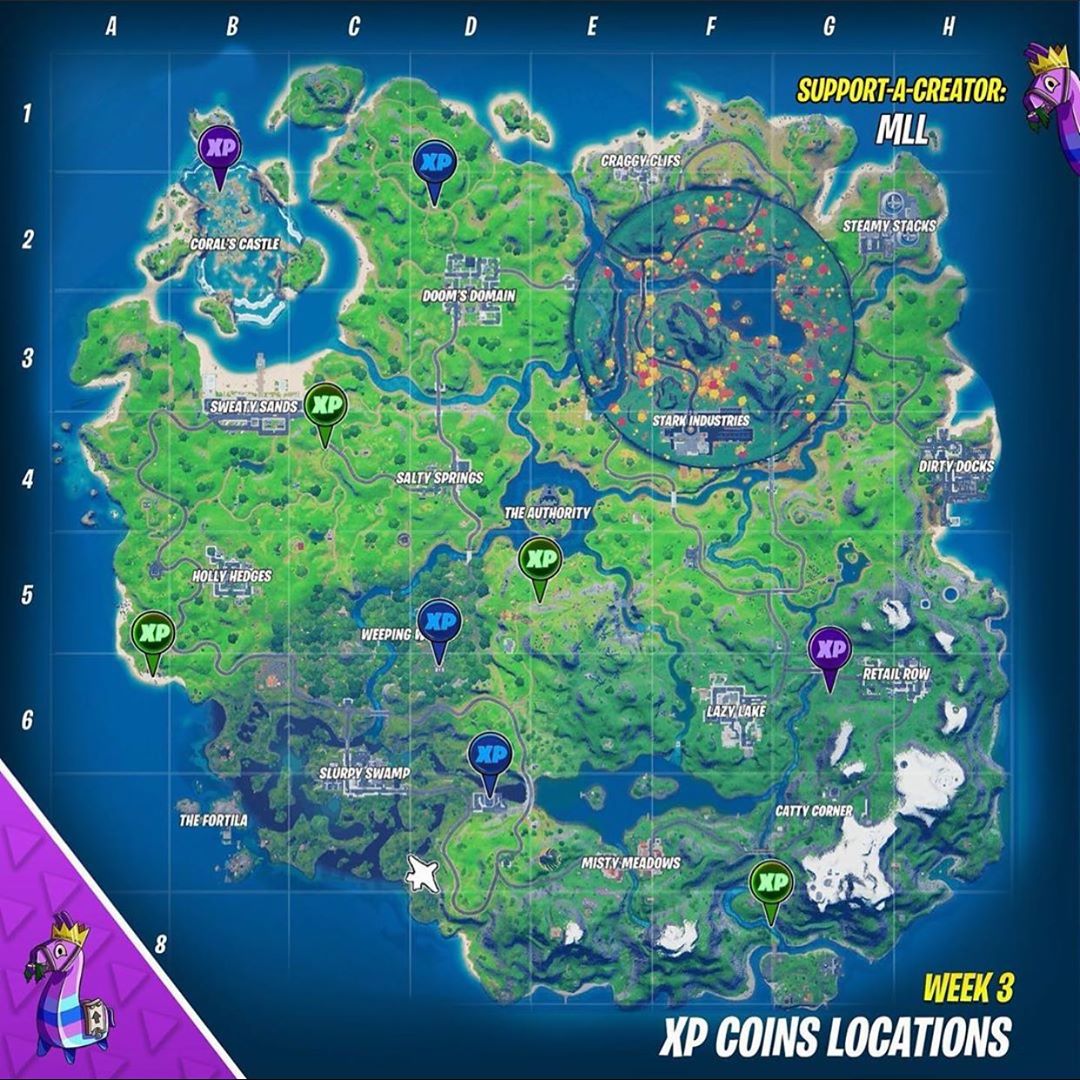 A B C D E F G H
SUPPORT-A-CREATOR:
MLL
1
XP
XP
CRAGGY CLIFS
2
STEAMY STACKS
CORAL'S CASTLE
DOOM'S DOMAIN
3
SWEATY SANDS
XP
STARK INDUSTRIES
4
SALTY SPRINGS
DIRTY DOCKS
THE AUTHORITY
XP
5
HOLLY HEDGES
XP
WEEPING
XP
XP
RETAIL ROW
6
LAZY LAKE
XP
SLURPY SWAMP
THE FORTILA
CATTY CORNER
MISTY MEADOWS
XP
8
WEEK 3
XP COINS LOCATIONS